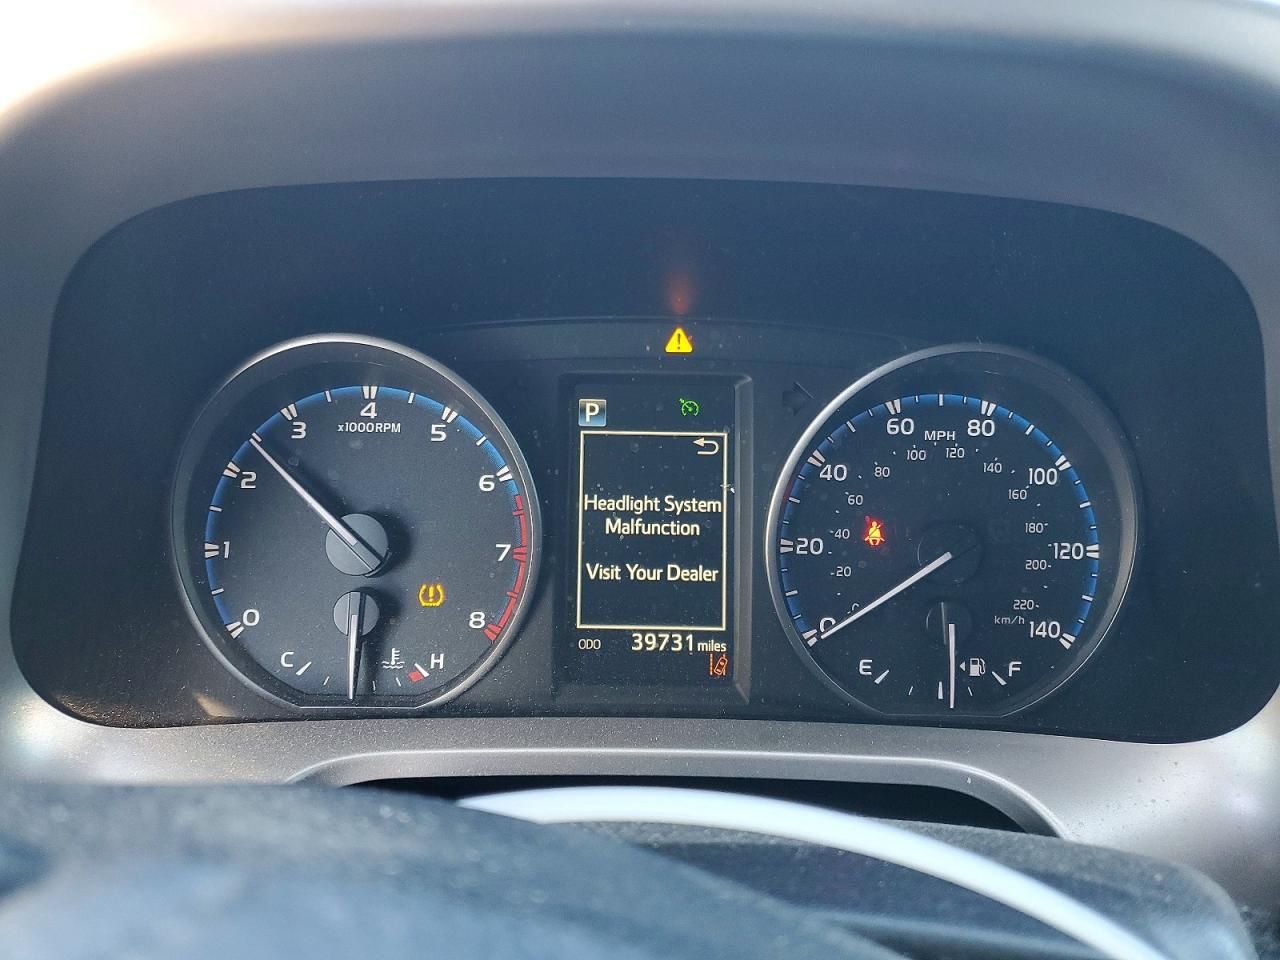 P
Headlight System
Malfunction
Visit Your Dealer
ODO 39731 miles
0 1 2 3 4 5 6 7 8
x1000RPM
C H
0 20 40 60 80 100 120 140
MPH
0 20 40 60 80 100 120 140 160 180 200 220
km/h
E F